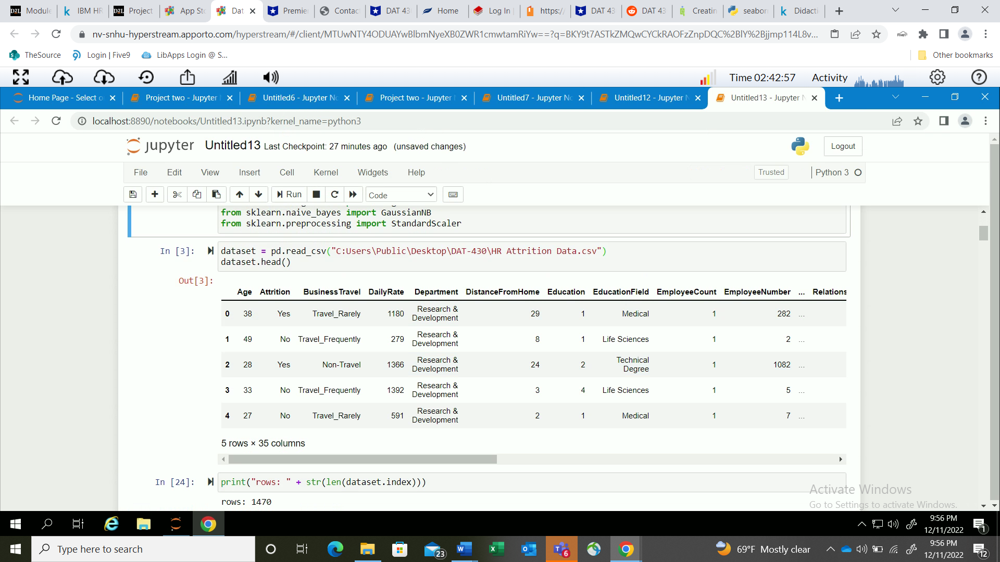 Module
IBM HR
Project
App Sto
Dat
Premie
Contac
DAT 43
Home
Log In
https:/
DAT 43
DAT 43
Creatin
seabor
Didacti
nv-snhu-hyperstream.apporto.com/hyperstream/#/client/
TheSource
Login | Five9
LibApps Login @ S...
Other bookmarks
Time 02:42:57 Activity
Home Page - Select o
Project two - Jupyter
Untitled6 - Jupyter No
Project two - Jupyter
Untitled7 - Jupyter No
Untitled12 - Jupyter
Untitled13 - Jupyter
localhost:8890/notebooks/Untitled13.ipynb?kernel_name=python3
jupyter Untitled13 Last Checkpoint: 27 minutes ago (unsaved changes)
Logout
File Edit View Insert Cell Kernel Widgets Help
Trusted
Python 3
Run
Code
from sklearn.naive_bayes import GaussianNB
from sklearn.preprocessing import StandardScaler
In [3]:
dataset = pd.read_csv("C:Users\Public\Desktop\DAT-430\HR Attrition Data.csv")
dataset.head()
Out[3]:
Age Attrition BusinessTravel DailyRate Department DistanceFromHome Education EducationField EmployeeCount EmployeeNumber ... Relations
0 38 Yes Travel_Rarely 1180 Research & Development 29 1 Medical 1 282 ...
1 49 No Travel_Frequently 279 Research & Development 8 1 Life Sciences 1 2 ...
2 28 Yes Non-Travel 1366 Research & Development 24 2 Technical Degree 1 1082 ...
3 33 No Travel_Frequently 1392 Research & Development 3 4 Life Sciences 1 5 ...
4 27 No Travel_Rarely 591 Research & Development 2 1 Medical 1 7 ...
5 rows × 35 columns
In [24]:
print("rows: " + str(len(dataset.index)))
rows: 1470
Activate Windows
Go to Settings to activate Windows.
9:56 PM
12/11/2022
1
Type here to search
23
6
69°F Mostly clear
9:56 PM
12/11/2022
12